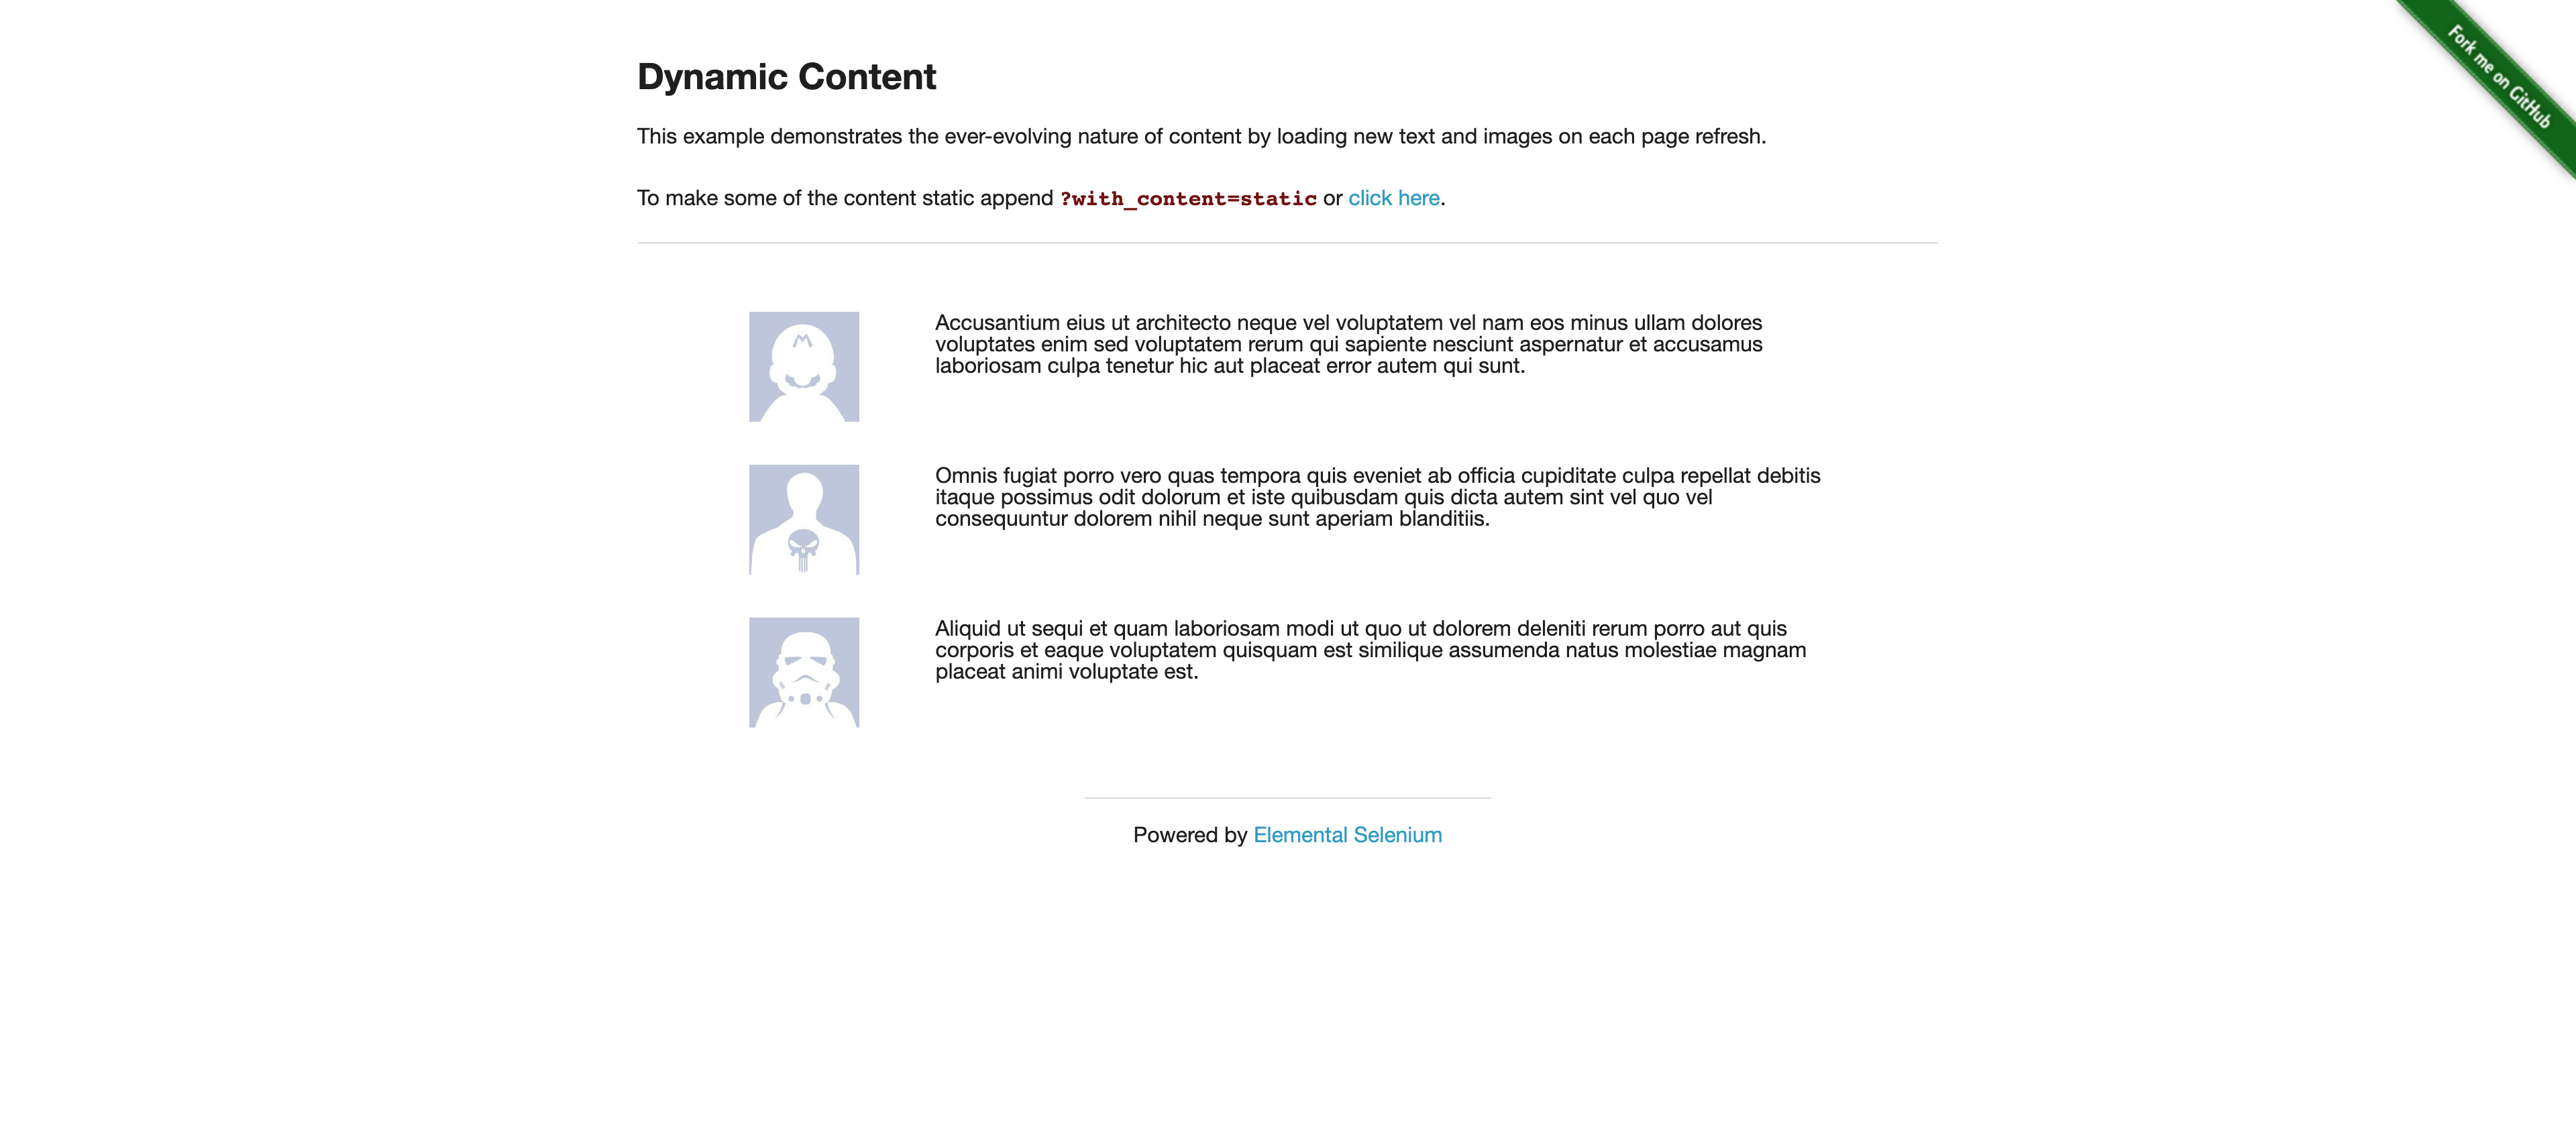 Fork me on GitHub
Dynamic Content
This example demonstrates the ever-evolving nature of content by loading new text and images on each page refresh.
To make some of the content static append ?with_content=static or click here.
Accusantium eius ut architecto neque vel voluptatem vel nam eos minus ullam dolores
voluptates enim sed voluptatem rerum qui sapiente nesciunt aspernatur et accusamus
laboriosam culpa tenetur hic aut placeat error autem qui sunt.
Omnis fugiat porro vero quas tempora quis eveniet ab officia cupiditate culpa repellat debitis
itaque possimus odit dolorum et iste quibusdam quis dicta autem sint vel quo vel
consequuntur dolorem nihil neque sunt aperiam blanditiis.
Aliquid ut sequi et quam laboriosam modi ut quo ut dolorem deleniti rerum porro aut quis
corporis et eaque voluptatem quisquam est similique assumenda natus molestiae magnam
placeat animi voluptate est.
Powered by Elemental Selenium